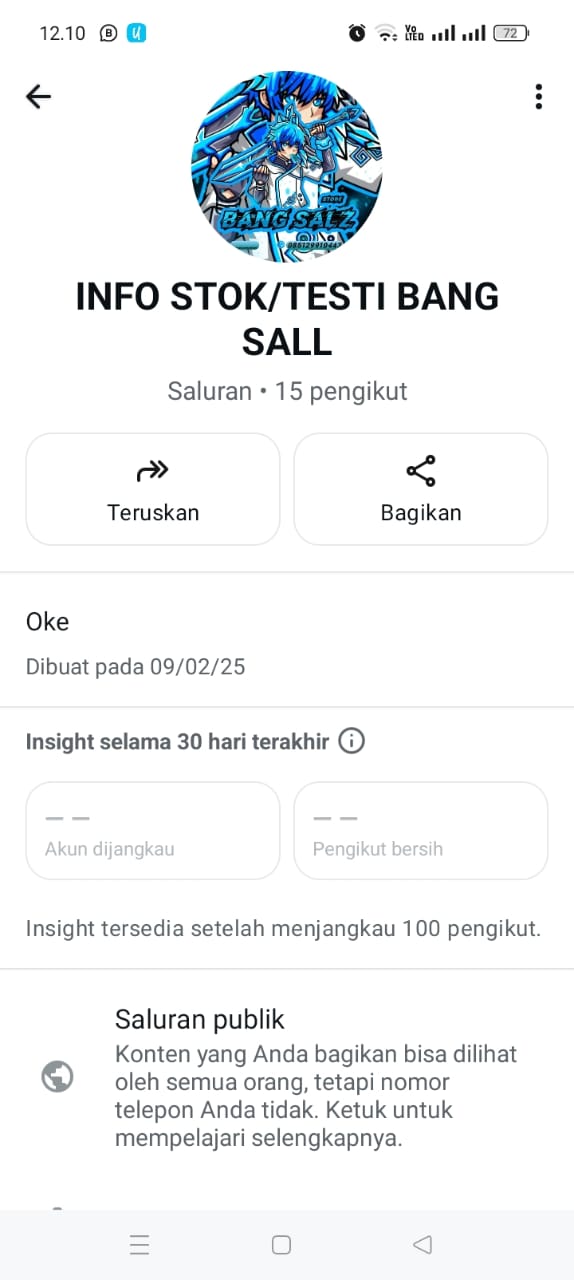 12.10
VO
LTED
72
STORE
BANG SALZ
INFO STOK/TESTI BANG
SALL
Saluran • 15 pengikut
Teruskan
Bagikan
Oke
Dibuat pada 09/02/25
Insight selama 30 hari terakhir
Akun dijangkau
Pengikut bersih
Insight tersedia setelah menjangkau 100 pengikut.
Saluran publik
Konten yang Anda bagikan bisa dilihat
oleh semua orang, tetapi nomor
telepon Anda tidak. Ketuk untuk
mempelajari selengkapnya.